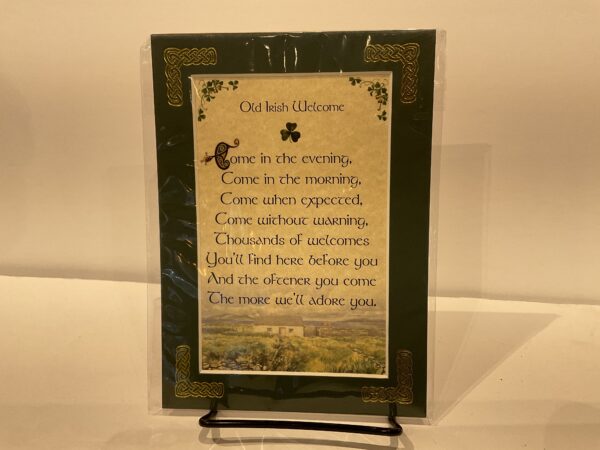 Old Irish Welcome
Come in the evening,
Come in the morning,
Come when expected,
Come without warning,
Thousands of welcomes
You'll find here before you
And the oftener you come
The more we'll adore you.